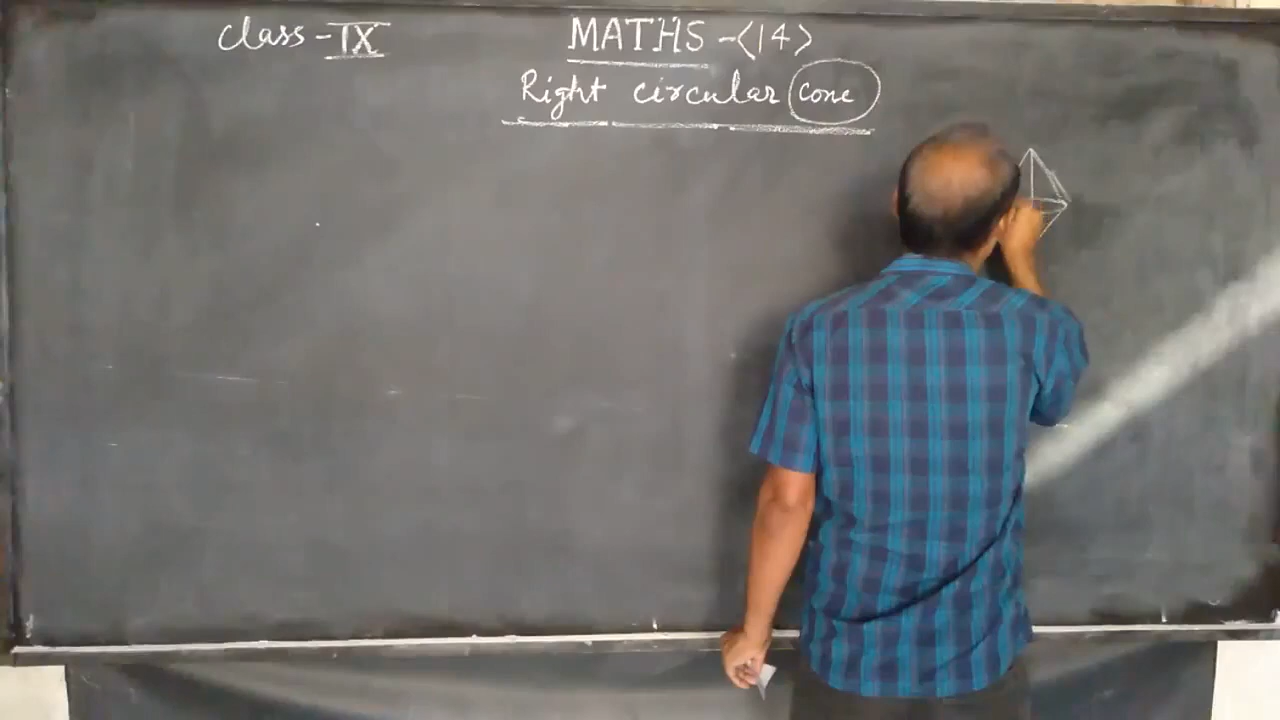 Class - IX
MATHS - <14>
Right circular cone